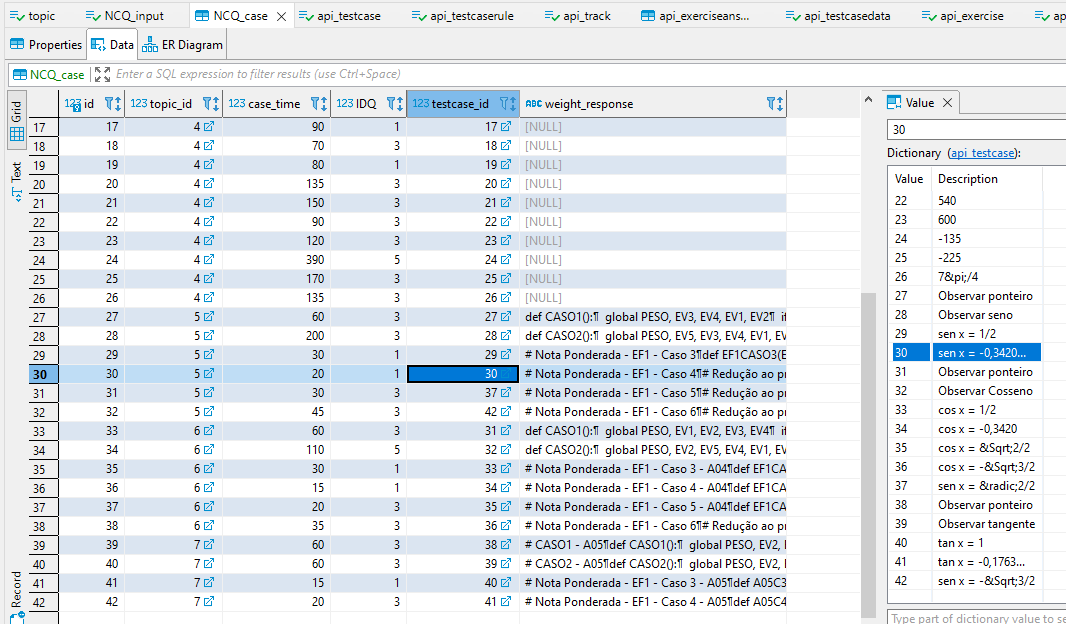 topic NCQ_input NCQ_case api_testcase api_testcaserule api_track api_exerciseans... api_testcasedata api_exercise ap
Properties Data ER Diagram
NCQ_case Enter a SQL expression to filter results (use Ctrl+Space)
Grid
Text
Record
123 id 123 topic_id 123 case_time 123 IDQ 123 testcase_id ABC weight_response
17 17 4 90 1 17 [NULL]
18 18 4 70 3 18 [NULL]
19 19 4 80 1 19 [NULL]
20 20 4 135 3 20 [NULL]
21 21 4 150 3 21 [NULL]
22 22 4 90 3 22 [NULL]
23 23 4 120 3 23 [NULL]
24 24 4 390 5 24 [NULL]
25 25 4 170 3 25 [NULL]
26 26 4 135 3 26 [NULL]
27 27 5 60 3 27 def CASO1():¶ global PESO, EV3, EV4, EV1, EV2¶ if
28 28 5 200 3 28 def CASO2():¶ global PESO, EV5, EV3, EV4, EV1, EV
29 29 5 30 1 29 # Nota Ponderada - EF1 - Caso 3¶def EF1CASO3(E
30 30 5 20 1 30 # Nota Ponderada - EF1 - Caso 4¶# Redução ao pr
31 31 5 30 3 37 # Nota Ponderada - EF1 - Caso 5¶# Redução ao pr
32 32 5 45 3 42 # Nota Ponderada - EF1 - Caso 6¶# Redução ao pr
33 33 6 60 3 31 def CASO1():¶ global PESO, EV1, EV2, EV3, EV4¶ i
34 34 6 110 5 32 def CASO2():¶ global PESO, EV2, EV5, EV4, EV1, EV
35 35 6 30 1 33 # Nota Ponderada - EF1 - Caso 3 - A04¶def EF1CA
36 36 6 15 1 34 # Nota Ponderada - EF1 - Caso 4 - A04¶def EF1CA
37 37 6 20 3 35 # Nota Ponderada - EF1 - Caso 5 - A04¶def EF1CA
38 38 6 35 3 36 # Nota Ponderada - EF1 - Caso 6¶# Redução ao pr
39 39 7 60 3 38 # CASO1 - A05¶def CASO1():¶ global PESO, EV2, E
40 40 7 60 3 39 # CASO2 - A05¶def CASO2():¶ global PESO, EV2, E
41 41 7 15 1 40 # Nota Ponderada - EF1 - Caso 3 - A05¶def A05C3
42 42 7 20 3 41 # Nota Ponderada - EF1 - Caso 4 - A05¶def A05C4
Value
30
Dictionary (api_testcase):
Value Description
22 540
23 600
24 -135
25 -225
26 7&pi;/4
27 Observar ponteiro
28 Observar seno
29 sen x = 1/2
30 sen x = -0,3420...
31 Observar ponteiro
32 Observar Cosseno
33 cos x = 1/2
34 cos x = -0,3420
35 cos x = &Sqrt;2/2
36 cos x = -&Sqrt;3/2
37 sen x = &radic;2/2
38 Observar ponteiro
39 Observar tangente
40 tan x = 1
41 tan x = -0,1763...
42 sen x = -&Sqrt;3/2
Type part of dictionary value to se